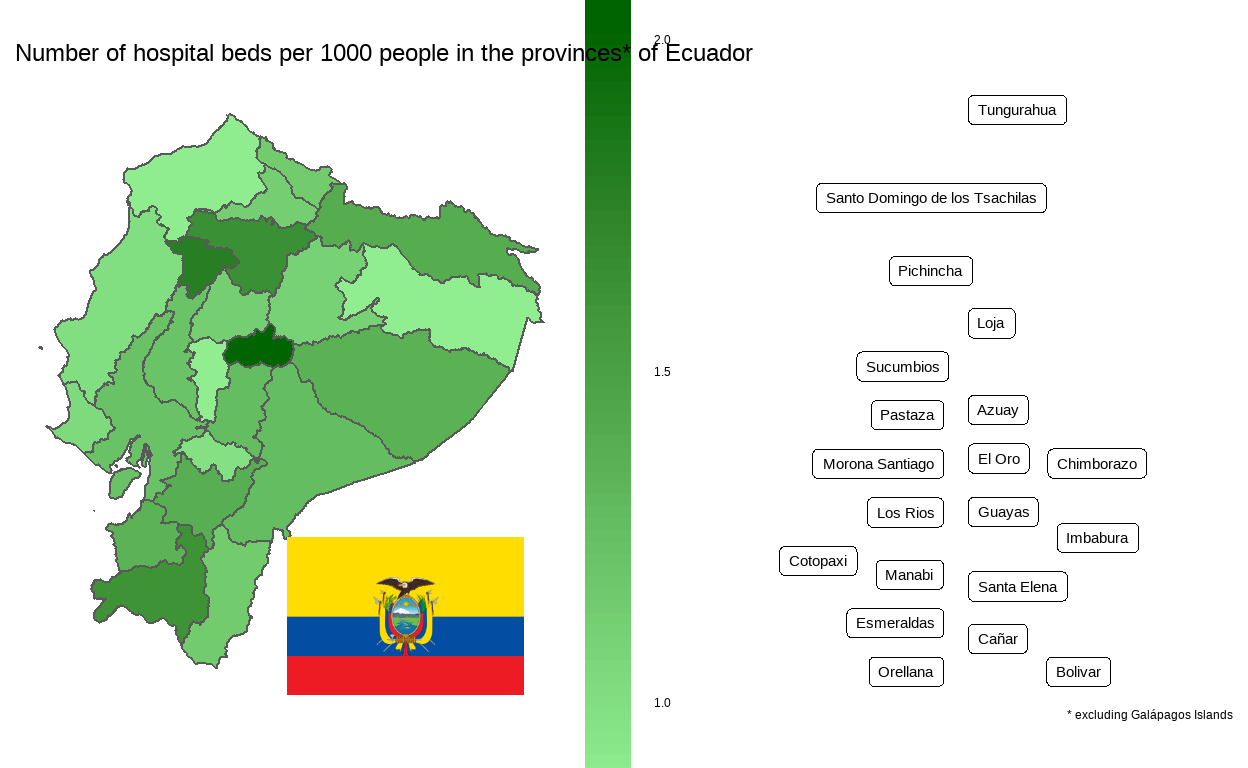 Number of hospital beds per 1000 people in the provinces* of Ecuador
2.0
1.5
1.0
Tungurahua
Santo Domingo de los Tsachilas
Pichincha
Loja
Sucumbios
Azuay
Pastaza
El Oro
Morona Santiago
Chimborazo
Guayas
Los Rios
Imbabura
Cotopaxi
Manabi
Santa Elena
Esmeraldas
Cañar
Orellana
Bolivar
* excluding Galápagos Islands